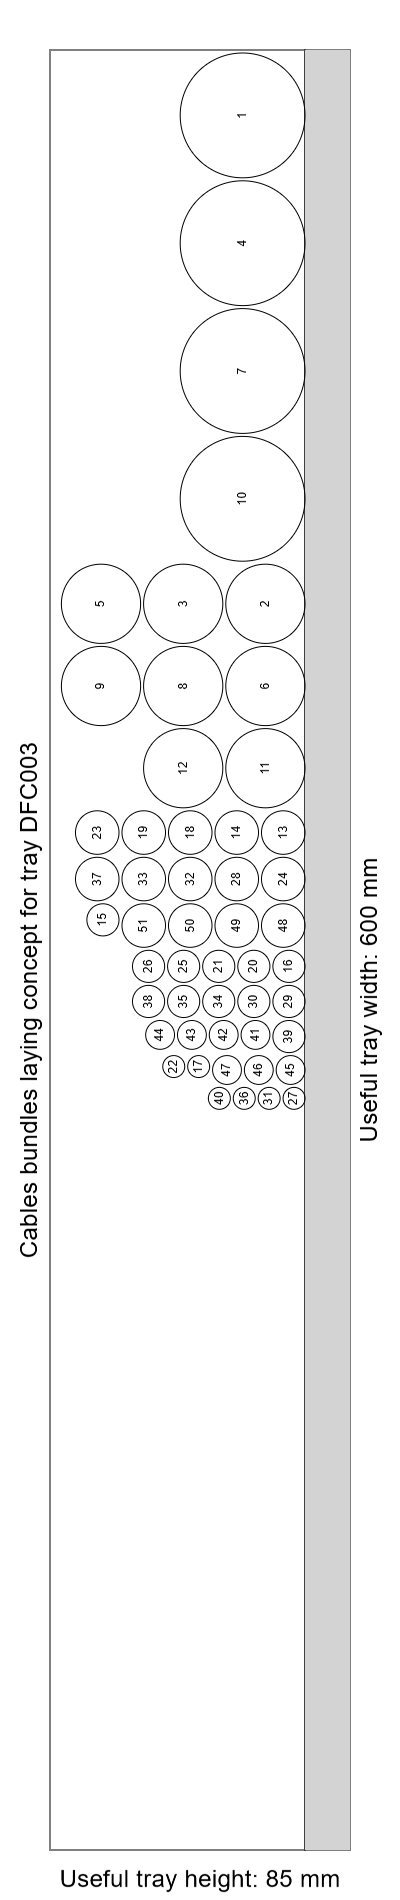 Cables bundles laying concept for tray DFC003
1
4
7
10
5 3 2
9 8 6
12 11
23 19 18 14 13
37 33 32 28 24
15 51 50 49 48
26 25 21 20 16
38 35 34 30 29
44 43 42 41 39
22 17 47 46 45
40 36 31 27
Useful tray width: 600 mm
Useful tray height: 85 mm